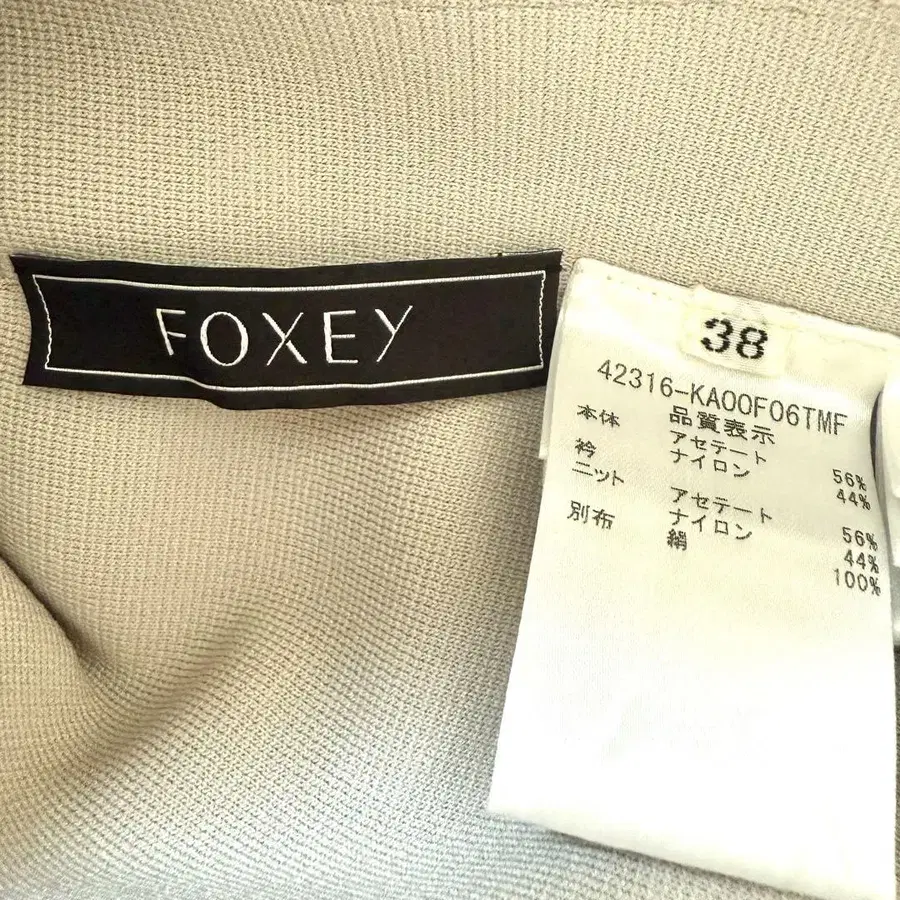 FOXEY
38
42316-KA00F06TMF
品質表示
本体 アセテート 56%
ナイロン 44%
衿
ニット アセテート 56%
ナイロン 44%
別布 絹 100%